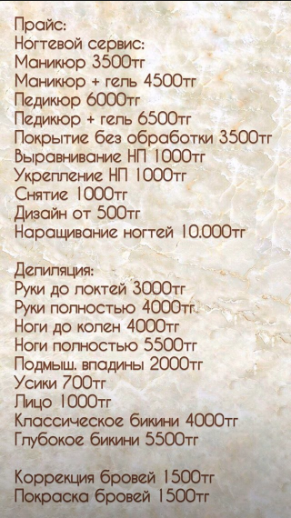 Прайс:
Ногтевой сервис:
Маникюр 3500тг
Маникюр + гель 4500тг
Педикюр 6000тг
Педикюр + гель 6500тг
Покрытие без обработки 3500тг
Выравнивание НП 1000тг
Укрепление НП 1000тг
Снятие 1000тг
Дизайн от 500тг
Наращивание ногтей 10.000тг
Депиляция:
Руки до локтей 3000тг
Руки полностью 4000тг
Ноги до колен 4000тг
Ноги полностью 5500тг
Подмыш. впадины 2000тг
Усики 700тг
Лицо 1000тг
Классическое бикини 4000тг
Глубокое бикини 5500тг
Коррекция бровей 1500тг
Покраска бровей 1500тг